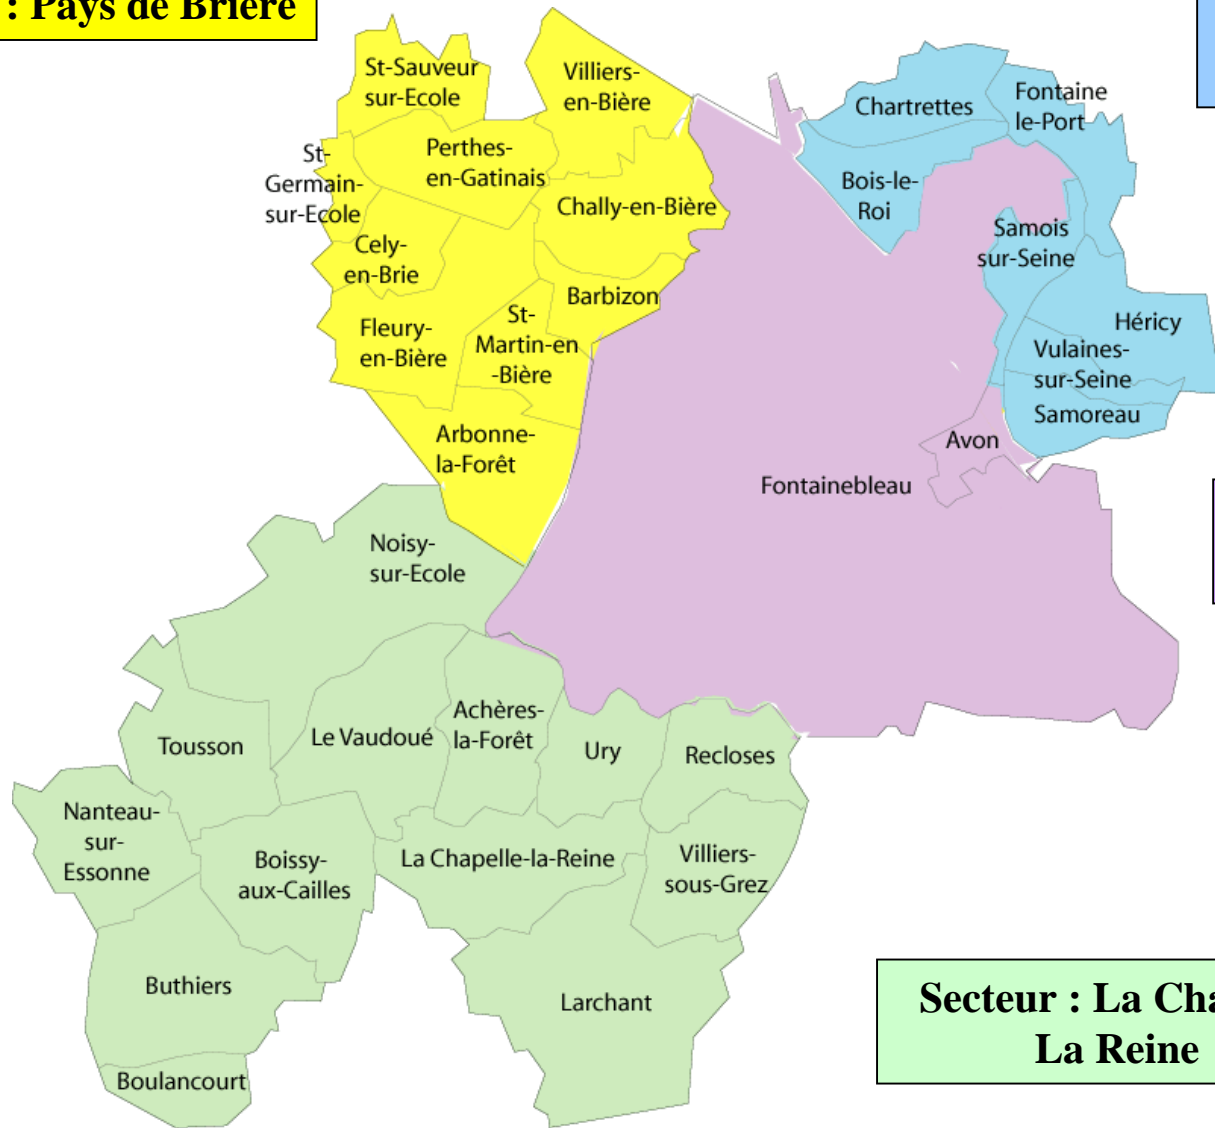 : Pays de Brière
St-Sauveur
sur-Ecole
Villiers-
en-Bière
Chartrettes
Fontaine
le-Port
St-
Germain-
sur-Ecole
Perthes-
en-Gatinais
Chally-en-Bière
Bois-le-
Roi
Samois
sur-Seine
Cely-
en-Brie
Barbizon
Héricy
Fleury-
en-Bière
St-
Martin-en
-Bière
Vulaines-
sur-Seine
Samoreau
Arbonne-
la-Forêt
Avon
Fontainebleau
Noisy-
sur-Ecole
Tousson
Le Vaudoué
Achères-
la-Forêt
Ury
Recloses
Nanteau-
sur-
Essonne
Boissy-
aux-Cailles
La Chapelle-la-Reine
Villiers-
sous-Grez
Buthiers
Larchant
Boulancourt
Secteur : La Cha
La Reine